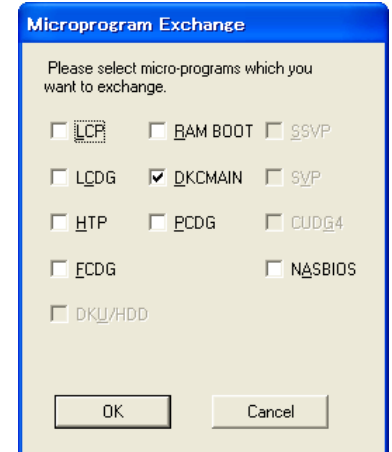 Microprogram Exchange
Please select micro-programs which you
want to exchange.
LCP RAM BOOT SSVP
LCDG DKCMAIN SVP
HTP PCDG CUDG4
FCDG NASBIOS
DKU/HDD
OK Cancel